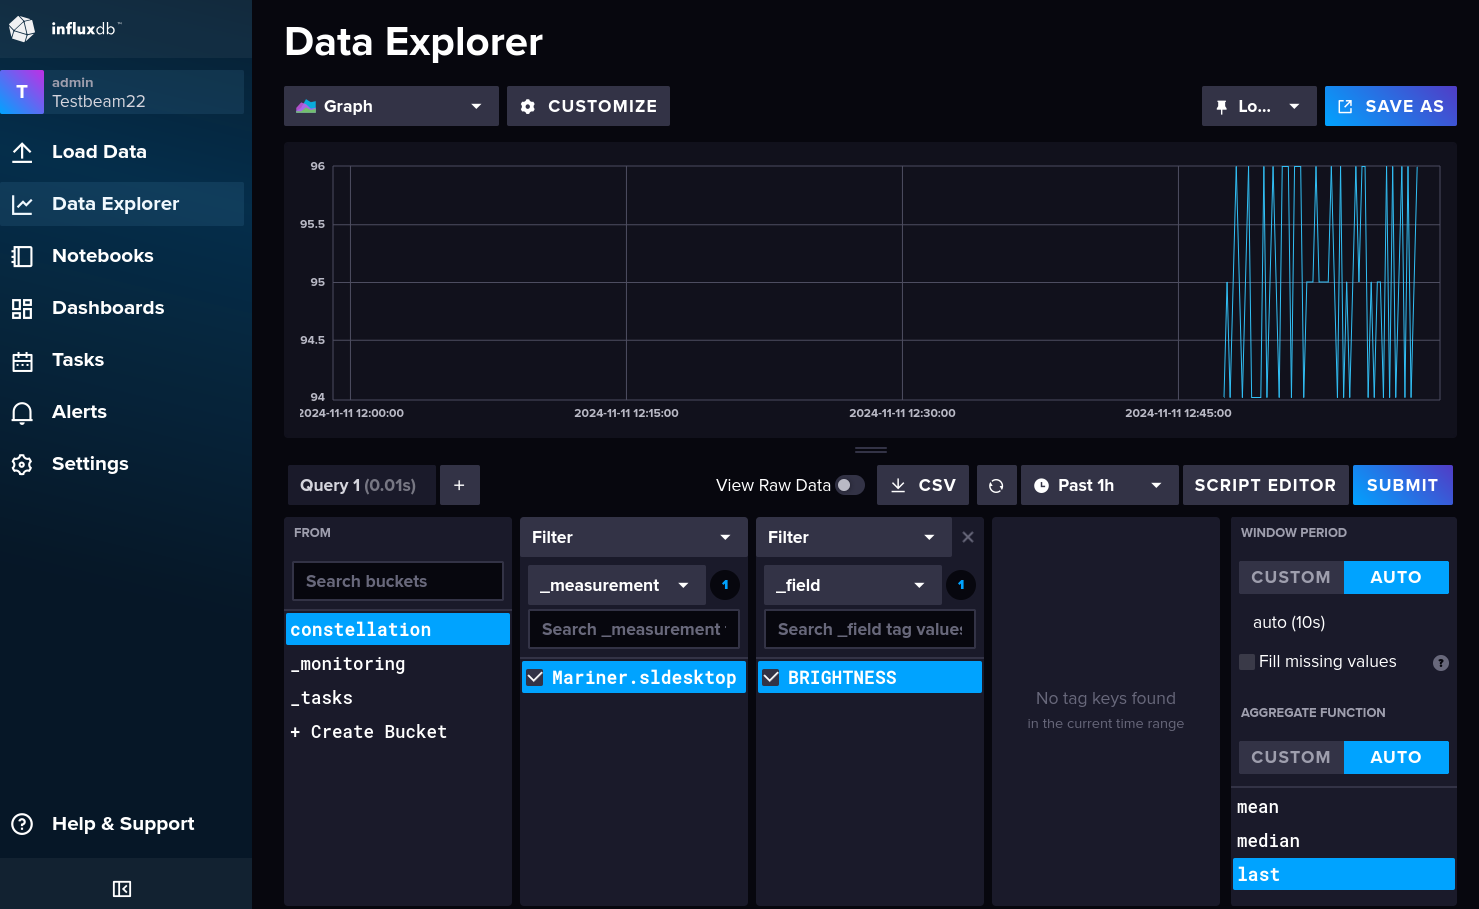 influxdb™
Data Explorer
T
admin
Testbeam22
Load Data
Data Explorer
Notebooks
Dashboards
Tasks
Alerts
Settings
Help & Support
Graph
CUSTOMIZE
Lo...
SAVE AS
96
95.5
95
94.5
94
2024-11-11 12:00:00
2024-11-11 12:15:00
2024-11-11 12:30:00
2024-11-11 12:45:00
Query 1 (0.01s)
+
View Raw Data
CSV
Past 1h
SCRIPT EDITOR
SUBMIT
FROM
Search buckets
constellation
_monitoring
_tasks
+ Create Bucket
Filter
_measurement
1
Search _measurement
Mariner.sldesktop
Filter
_field
1
Search _field tag values
BRIGHTNESS
No tag keys found
in the current time range
WINDOW PERIOD
CUSTOM
AUTO
auto (10s)
Fill missing values
?
AGGREGATE FUNCTION
CUSTOM
AUTO
mean
median
last